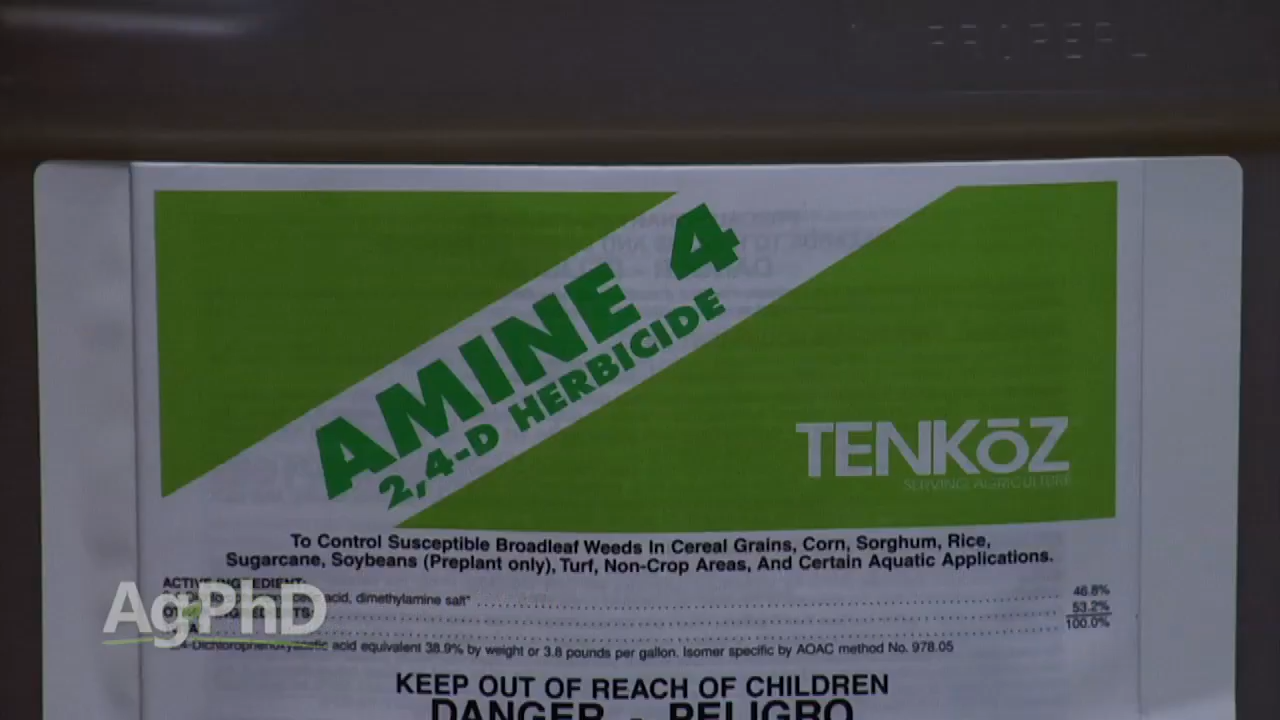 PROPER
AMINE 4
2,4-D HERBICIDE
TENKōZ
SERVING AGRICULTURE
To Control Susceptible Broadleaf Weeds In Cereal Grains, Corn, Sorghum, Rice,
Sugarcane, Soybeans (Preplant only), Turf, Non-Crop Areas, And Certain Aquatic Applications.
ACTIVE INGREDIENT:
acid, dimethylamine salt* 46.8%
INGREDIENTS: 53.2%
100.0%
acid equivalent 38.9% by weight or 3.8 pounds per gallon. Isomer specific by AOAC method No. 978.05
AgPhD
KEEP OUT OF REACH OF CHILDREN
DANGER - PELIGRO